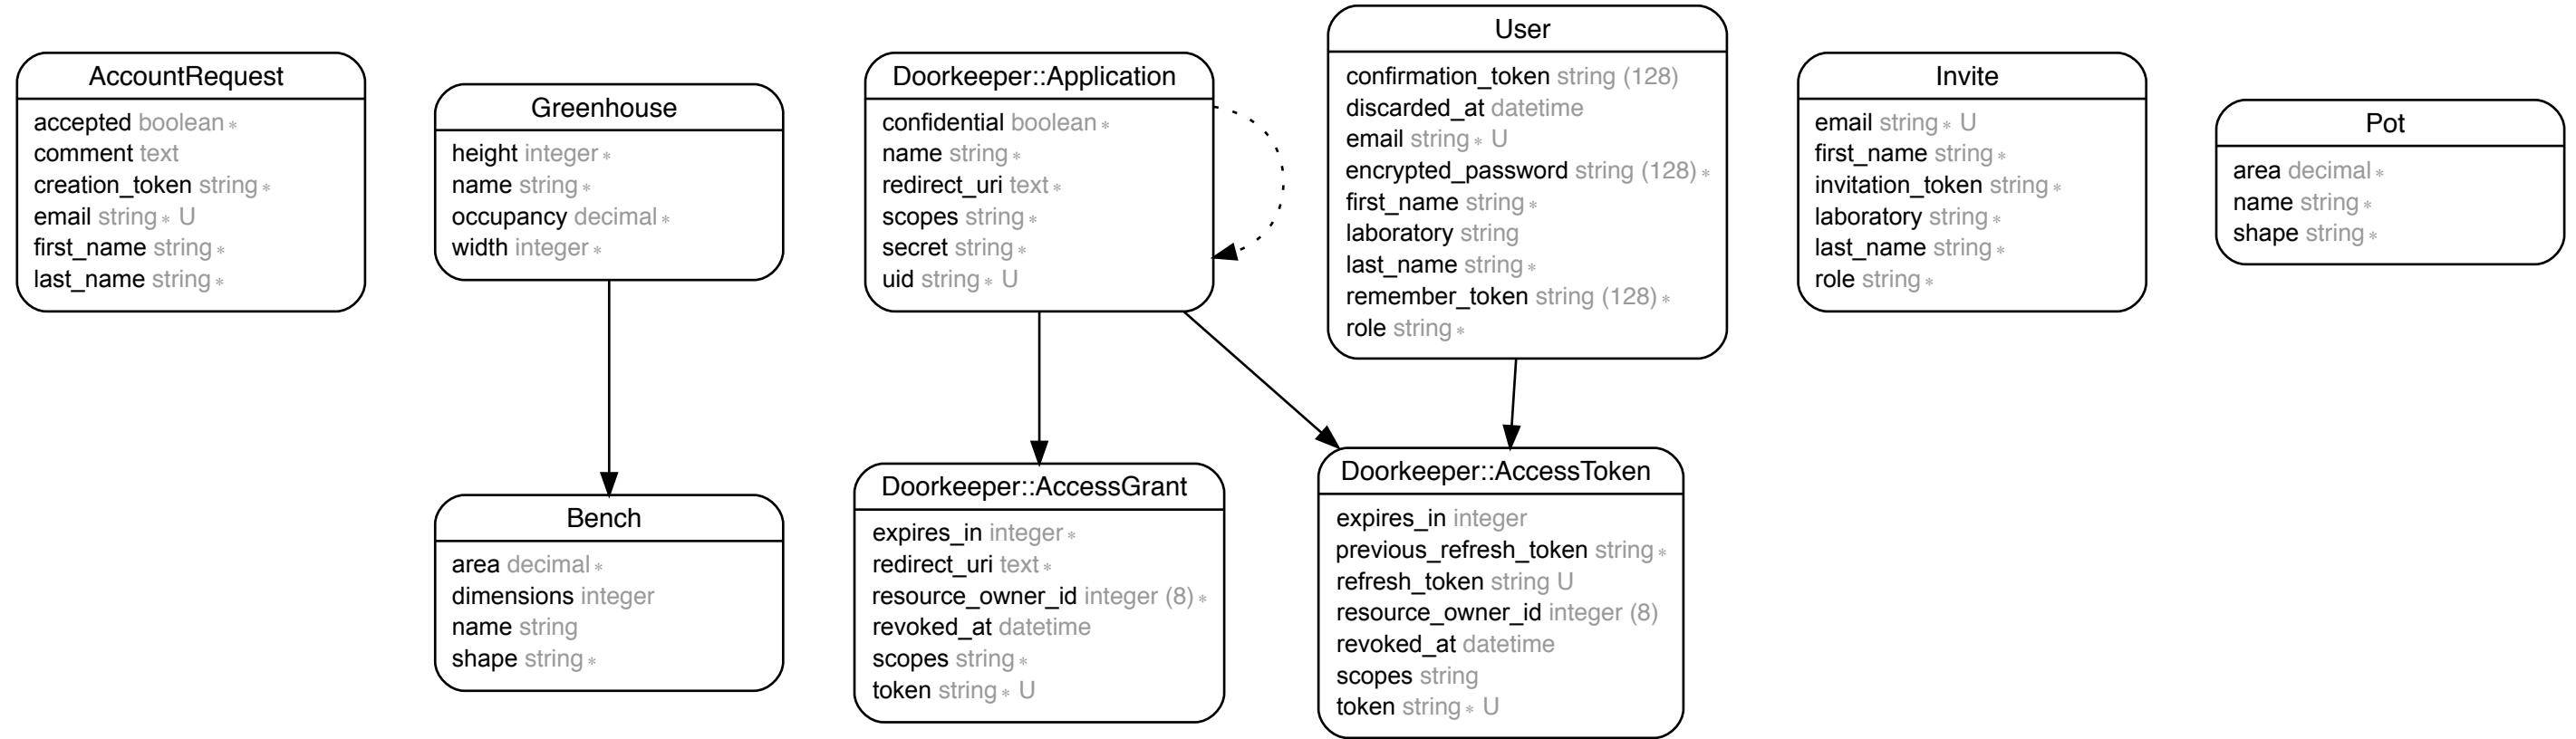 AccountRequest
accepted boolean ∗
comment text
creation_token string ∗
email string ∗ U
first_name string ∗
last_name string ∗
Greenhouse
height integer ∗
name string ∗
occupancy decimal ∗
width integer ∗
Doorkeeper::Application
confidential boolean ∗
name string ∗
redirect_uri text ∗
scopes string ∗
secret string ∗
uid string ∗ U
User
confirmation_token string (128)
discarded_at datetime
email string ∗ U
encrypted_password string (128) ∗
first_name string ∗
laboratory string
last_name string ∗
remember_token string (128) ∗
role string ∗
Invite
email string ∗ U
first_name string ∗
invitation_token string ∗
laboratory string ∗
last_name string ∗
role string ∗
Pot
area decimal ∗
name string ∗
shape string ∗
Bench
area decimal ∗
dimensions integer
name string
shape string ∗
Doorkeeper::AccessGrant
expires_in integer ∗
redirect_uri text ∗
resource_owner_id integer (8) ∗
revoked_at datetime
scopes string ∗
token string ∗ U
Doorkeeper::AccessToken
expires_in integer
previous_refresh_token string ∗
refresh_token string U
resource_owner_id integer (8)
revoked_at datetime
scopes string
token string ∗ U